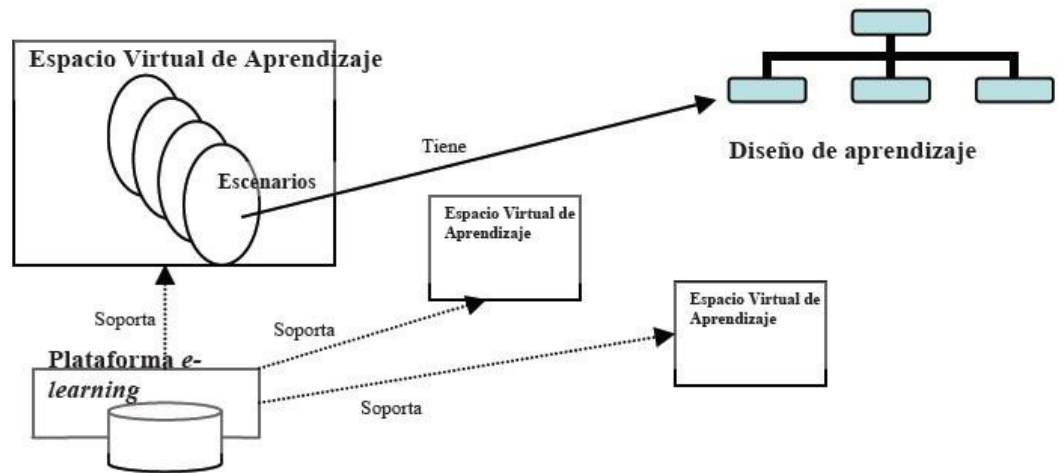 Espacio Virtual de Aprendizaje
Escenarios
Tiene
Diseño de aprendizaje
Espacio Virtual de
Aprendizaje
Espacio Virtual de
Aprendizaje
Soporta
Soporta
Soporta
Plataforma e-
learning